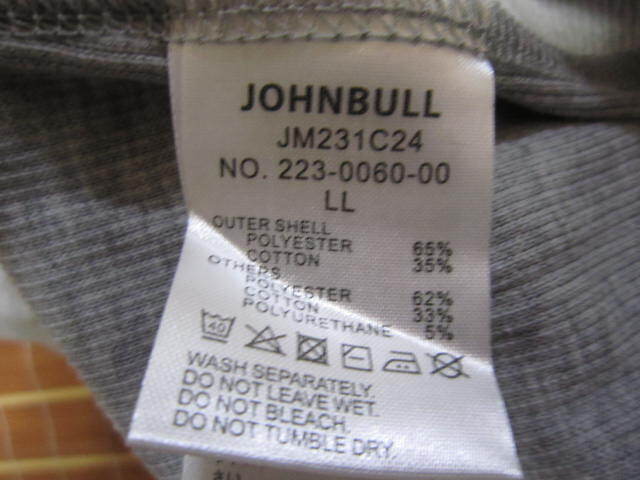 JOHNBULL
JM231C24
NO. 223-0060-00
LL
OUTER SHELL
POLYESTER 65%
COTTON 35%
OTHERS
POLYESTER 62%
COTTON 33%
POLYURETHANE 5%
40
WASH SEPARATELY.
DO NOT LEAVE WET.
DO NOT BLEACH.
DO NOT TUMBLE DRY.